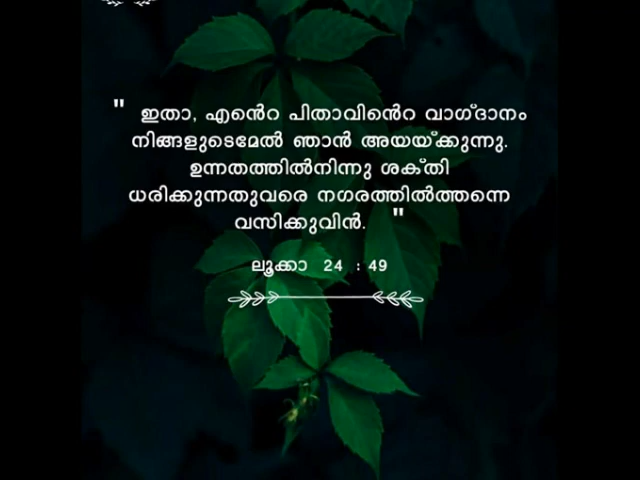 " ഇതാ, എൻെറ പിതാവിൻെറ വാഗ്ദാനം
നിങ്ങളുടെമേൽ ഞാൻ അയയ്ക്കുന്നു.
ഉന്നതത്തിൽനിന്നു ശക്തി
ധരിക്കുന്നതുവരെ നഗരത്തിൽത്തന്നെ
വസിക്കുവിൻ. "
ലൂക്കാ 24 : 49